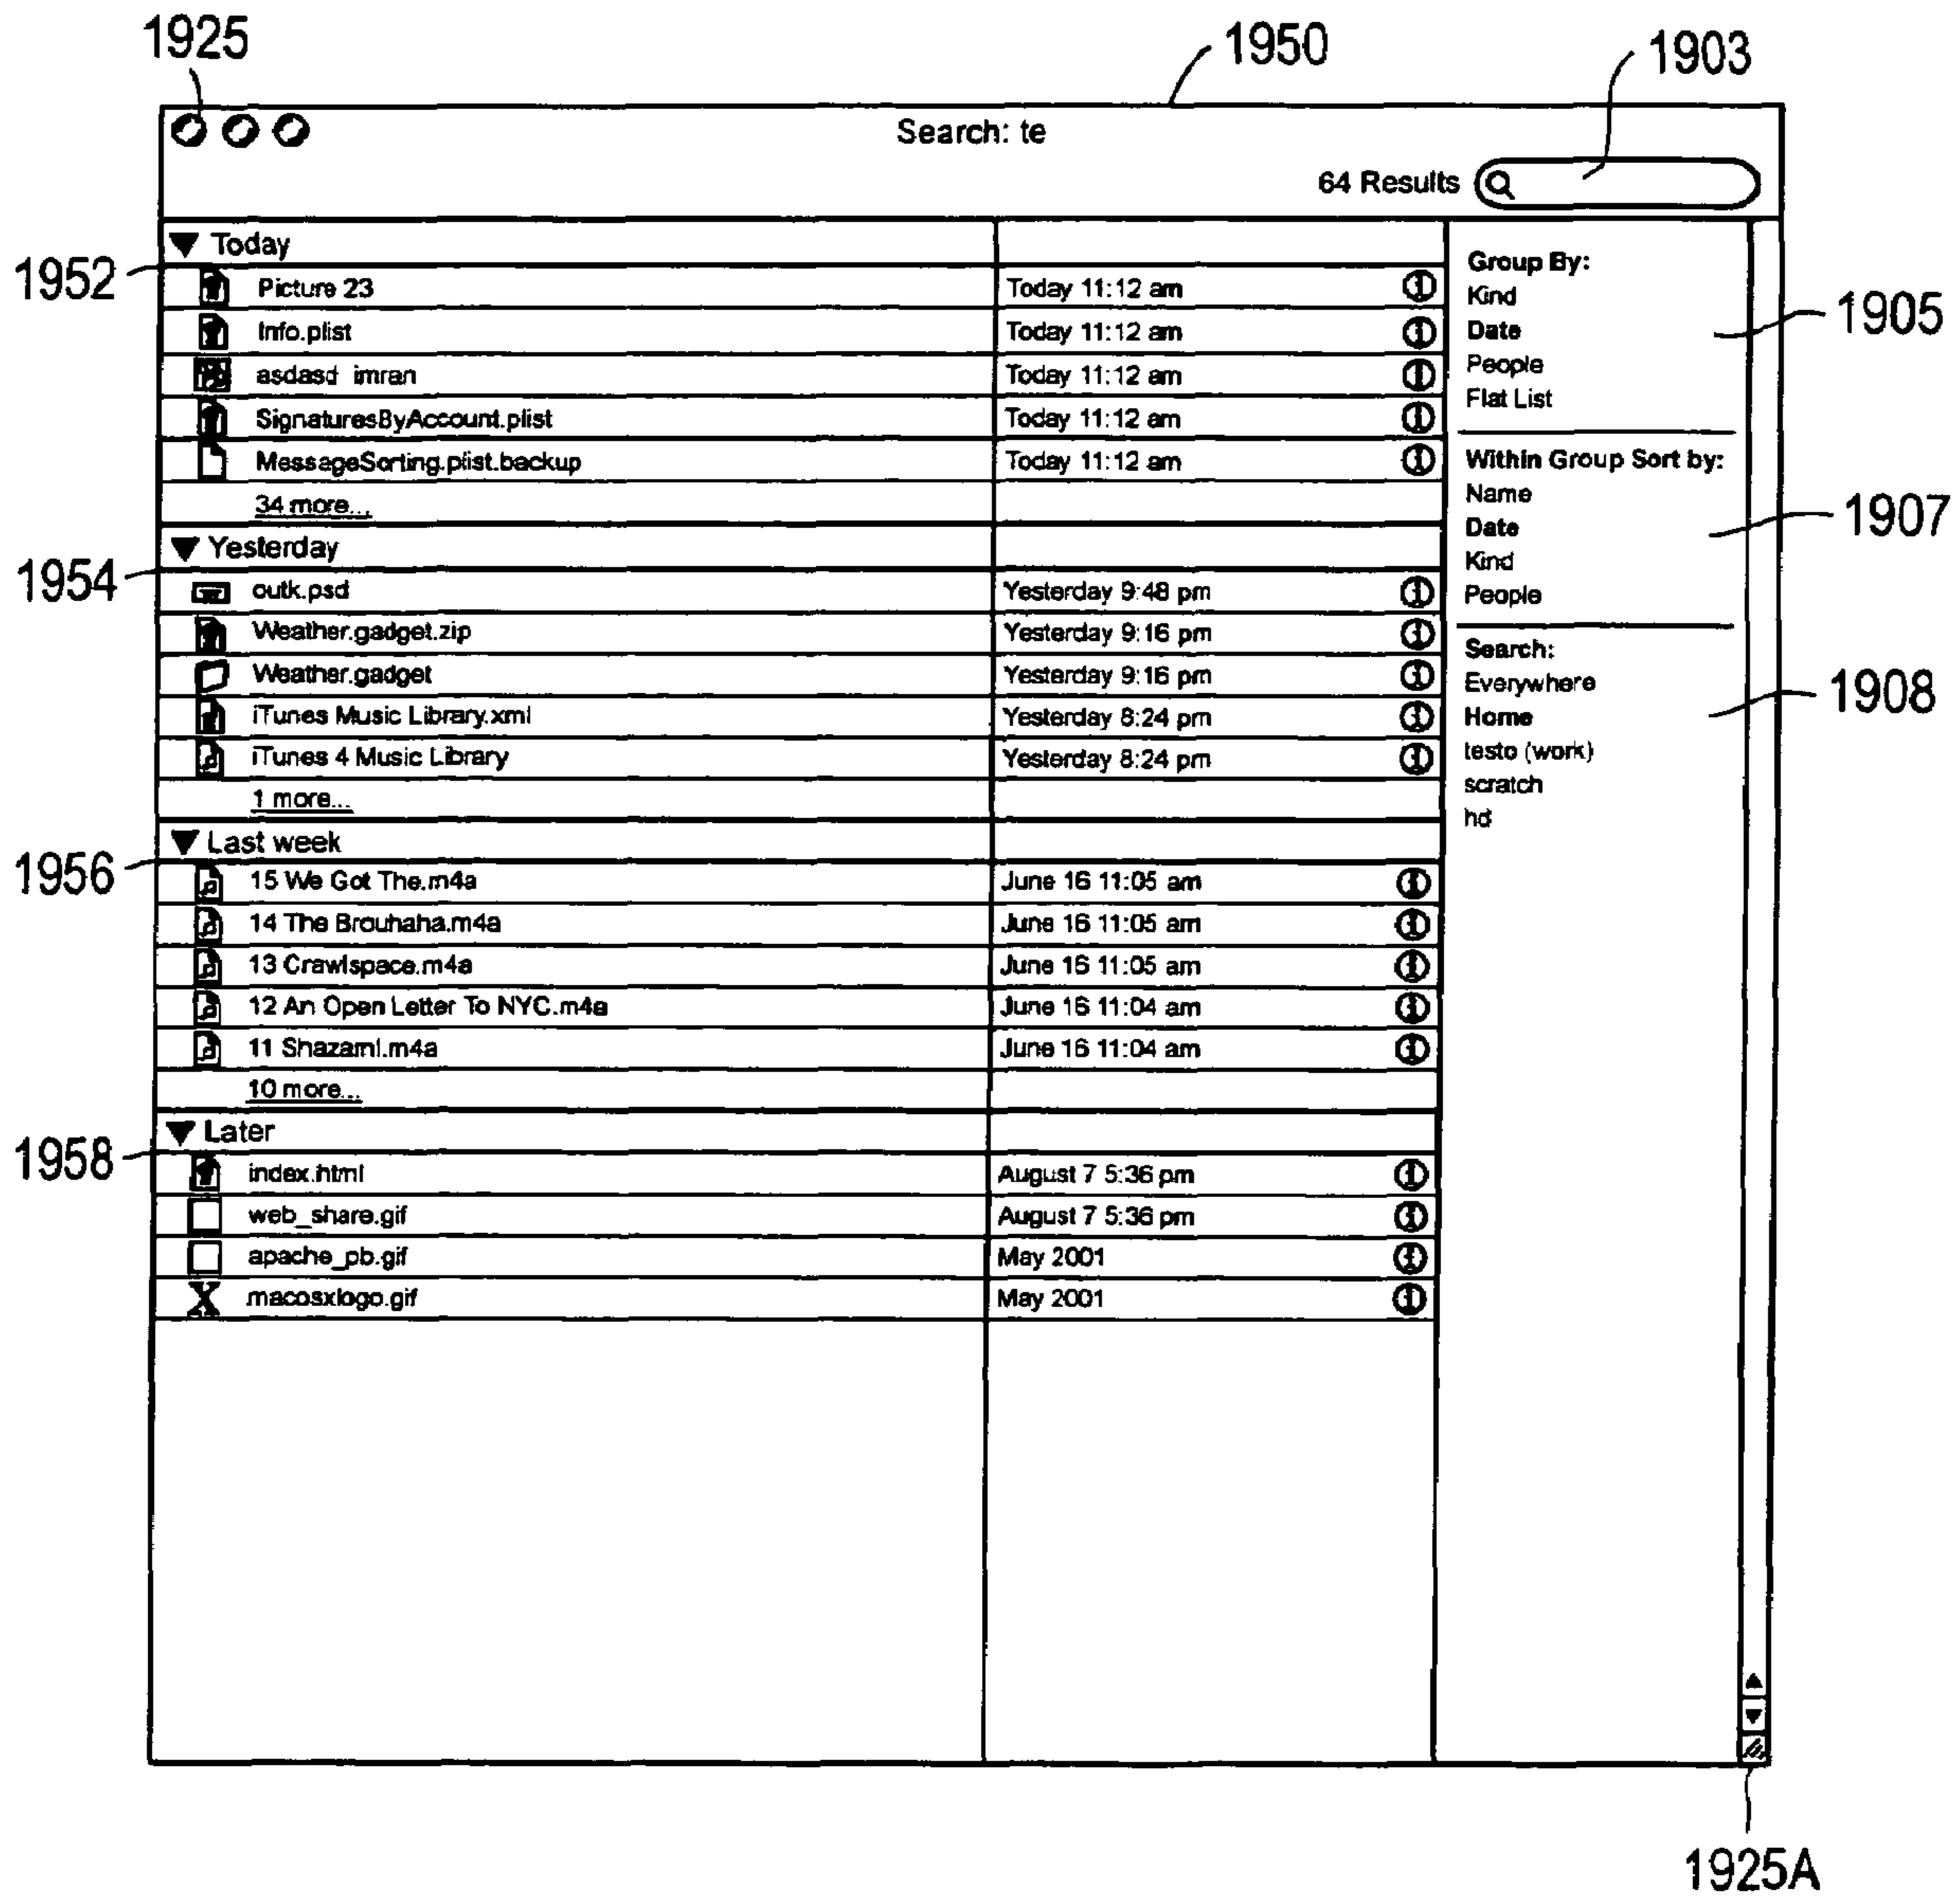 1925
1950
1903
Search: te
64 Results
Today
1952
Picture 23 Today 11:12 am
Info.plist Today 11:12 am
asdasd imran Today 11:12 am
SignaturesByAccount.plist Today 11:12 am
MessageSorting.plist.backup Today 11:12 am
34 more...
Yesterday
1954
outk.psd Yesterday 9:48 pm
Weather.gadget.zip Yesterday 9:16 pm
Weather.gadget Yesterday 9:16 pm
iTunes Music Library.xml Yesterday 8:24 pm
iTunes 4 Music Library Yesterday 8:24 pm
1 more...
Last week
1956
15 We Got The.m4a June 16 11:05 am
14 The Brouhaha.m4a June 16 11:05 am
13 Crawlspace.m4a June 16 11:05 am
12 An Open Letter To NYC.m4a June 16 11:04 am
11 Shazam!.m4a June 16 11:04 am
10 more...
Later
1958
index.html August 7 5:36 pm
web_share.gif August 7 5:36 pm
apache_pb.gif May 2001
macosxlogo.gif May 2001
Group By:
Kind
Date
People
Flat List
1905
Within Group Sort by:
Name
Date
Kind
People
1907
Search:
Everywhere
Home
testo (work)
scratch
hd
1908
1925A